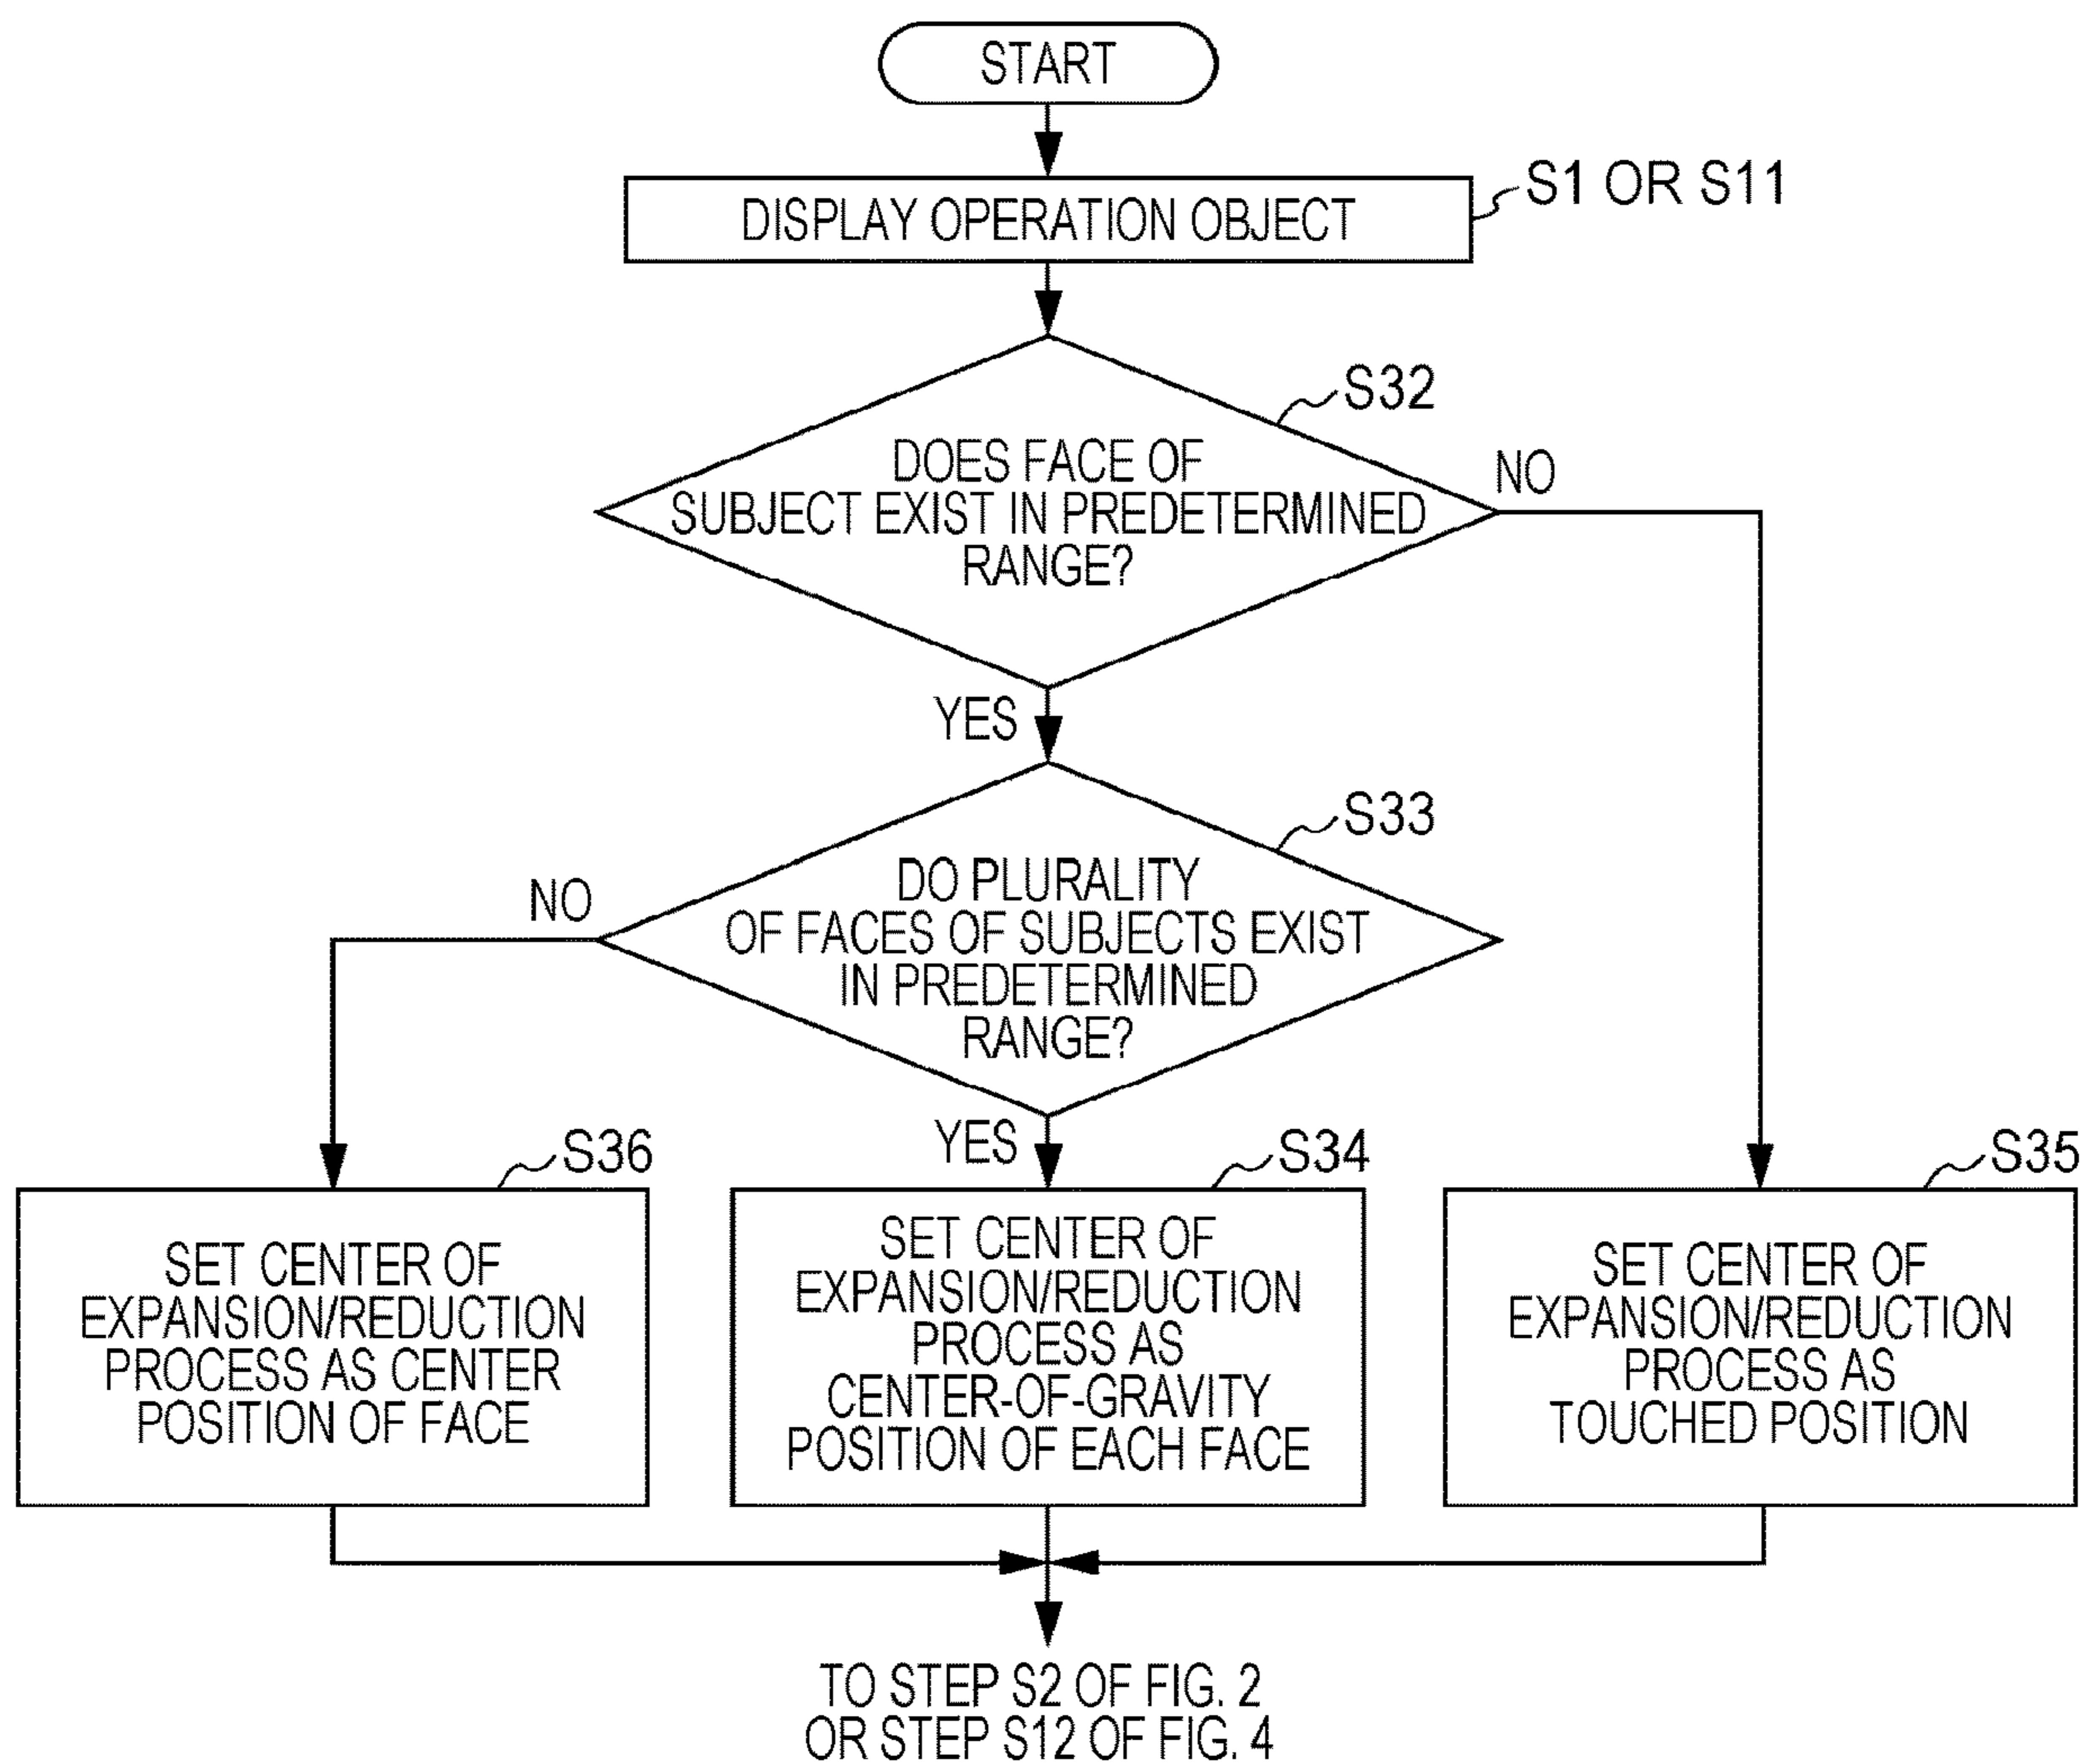 START
DISPLAY OPERATION OBJECT
S1 OR S11
S32
DOES FACE OF
SUBJECT EXIST IN PREDETERMINED
RANGE?
NO
YES
S33
DO PLURALITY
OF FACES OF SUBJECTS EXIST
IN PREDETERMINED
RANGE?
NO
YES
S36
SET CENTER OF
EXPANSION/REDUCTION
PROCESS AS CENTER
POSITION OF FACE
S34
SET CENTER OF
EXPANSION/REDUCTION
PROCESS AS
CENTER-OF-GRAVITY
POSITION OF EACH FACE
S35
SET CENTER OF
EXPANSION/REDUCTION
PROCESS AS
TOUCHED POSITION
TO STEP S2 OF FIG. 2
OR STEP S12 OF FIG. 4